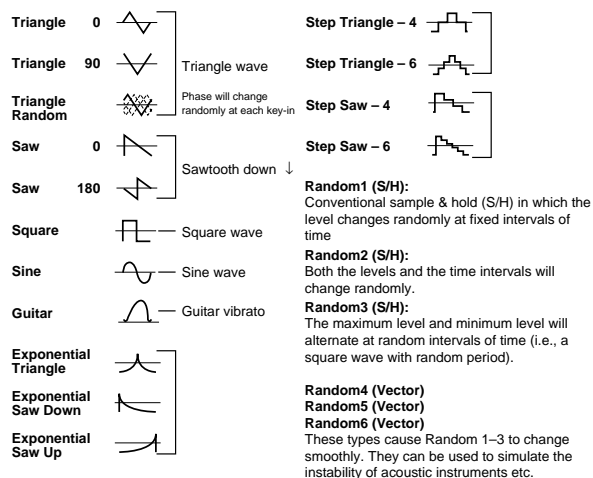 Triangle 0
Triangle 90
Triangle wave
Triangle
Random
Phase will change
randomly at each key-in
Saw 0
Saw 180
Sawtooth down ↓
Square
Square wave
Sine
Sine wave
Guitar
Guitar vibrato
Exponential
Triangle
Exponential
Saw Down
Exponential
Saw Up
Step Triangle – 4
Step Triangle – 6
Step Saw – 4
Step Saw – 6
Random1 (S/H):
Conventional sample & hold (S/H) in which the
level changes randomly at fixed intervals of
time
Random2 (S/H):
Both the levels and the time intervals will
change randomly.
Random3 (S/H):
The maximum level and minimum level will
alternate at random intervals of time (i.e., a
square wave with random period).
Random4 (Vector)
Random5 (Vector)
Random6 (Vector)
These types cause Random 1–3 to change
smoothly. They can be used to simulate the
instability of acoustic instruments etc.